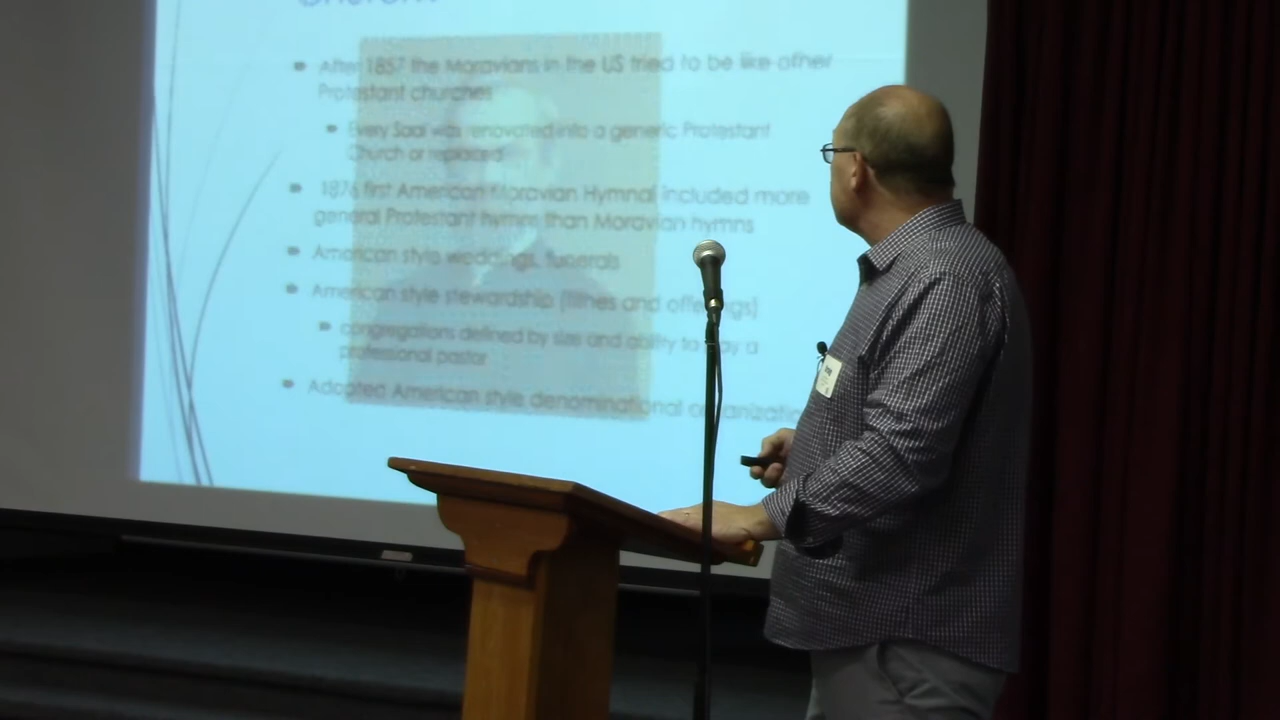 After 1857 the Moravians in the US tried to be like other
Protestant churches
Every Saal was renovated into a generic Protestant
Church or replaced
1876 first American Moravian Hymnal included more
general Protestant hymns than Moravian hymns
American style weddings, funerals
American style stewardship (tithes and offerings)
congregations defined by size and ability to pay a
professional pastor
Adopted American style denominational